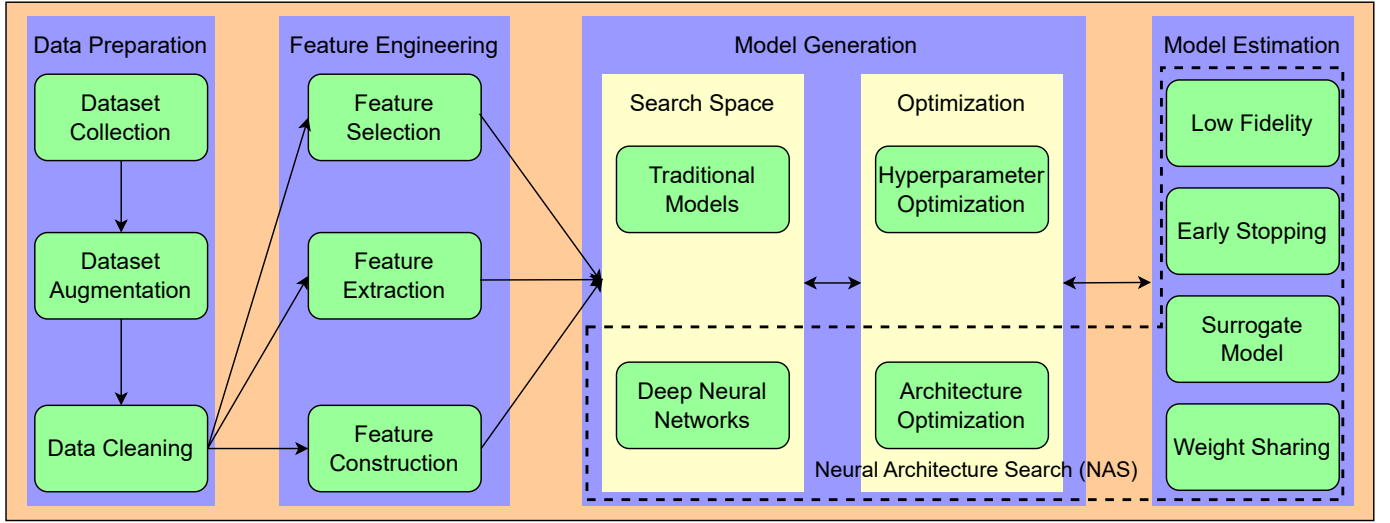 Data Preparation
Dataset
Collection
Dataset
Augmentation
Data Cleaning
Feature Engineering
Feature
Selection
Feature
Extraction
Feature
Construction
Model Generation
Search Space
Traditional
Models
Deep Neural
Networks
Optimization
Hyperparameter
Optimization
Architecture
Optimization
Neural Architecture Search (NAS)
Model Estimation
Low Fidelity
Early Stopping
Surrogate
Model
Weight Sharing